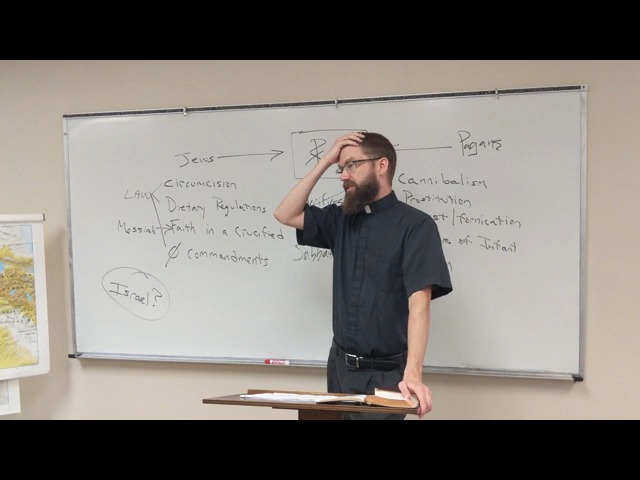 Jews
Pagans
LAW
Circumcision
Cannibalism
Dietary Regulations
Prostitution
Messiah
Faith in a Crucified
/fornication
of Infant
Ø Commandments
Israel?